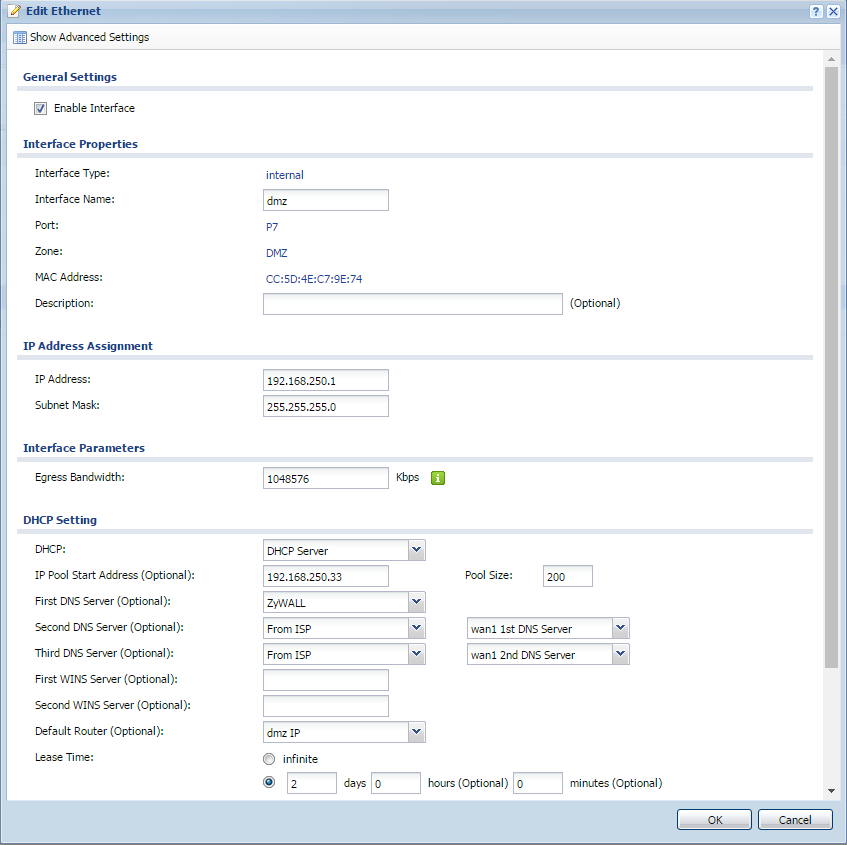 Edit Ethernet
Show Advanced Settings
General Settings
Enable Interface
Interface Properties
Interface Type: internal
Interface Name: dmz
Port: P7
Zone: DMZ
MAC Address: CC:5D:4E:C7:9E:74
Description: (Optional)
IP Address Assignment
IP Address: 192.168.250.1
Subnet Mask: 255.255.255.0
Interface Parameters
Egress Bandwidth: 1048576 Kbps
DHCP Setting
DHCP: DHCP Server
IP Pool Start Address (Optional): 192.168.250.33 Pool Size: 200
First DNS Server (Optional): ZyWALL
Second DNS Server (Optional): From ISP wan1 1st DNS Server
Third DNS Server (Optional): From ISP wan1 2nd DNS Server
First WINS Server (Optional):
Second WINS Server (Optional):
Default Router (Optional): dmz IP
Lease Time: infinite
2 days 0 hours (Optional) 0 minutes (Optional)
OK Cancel